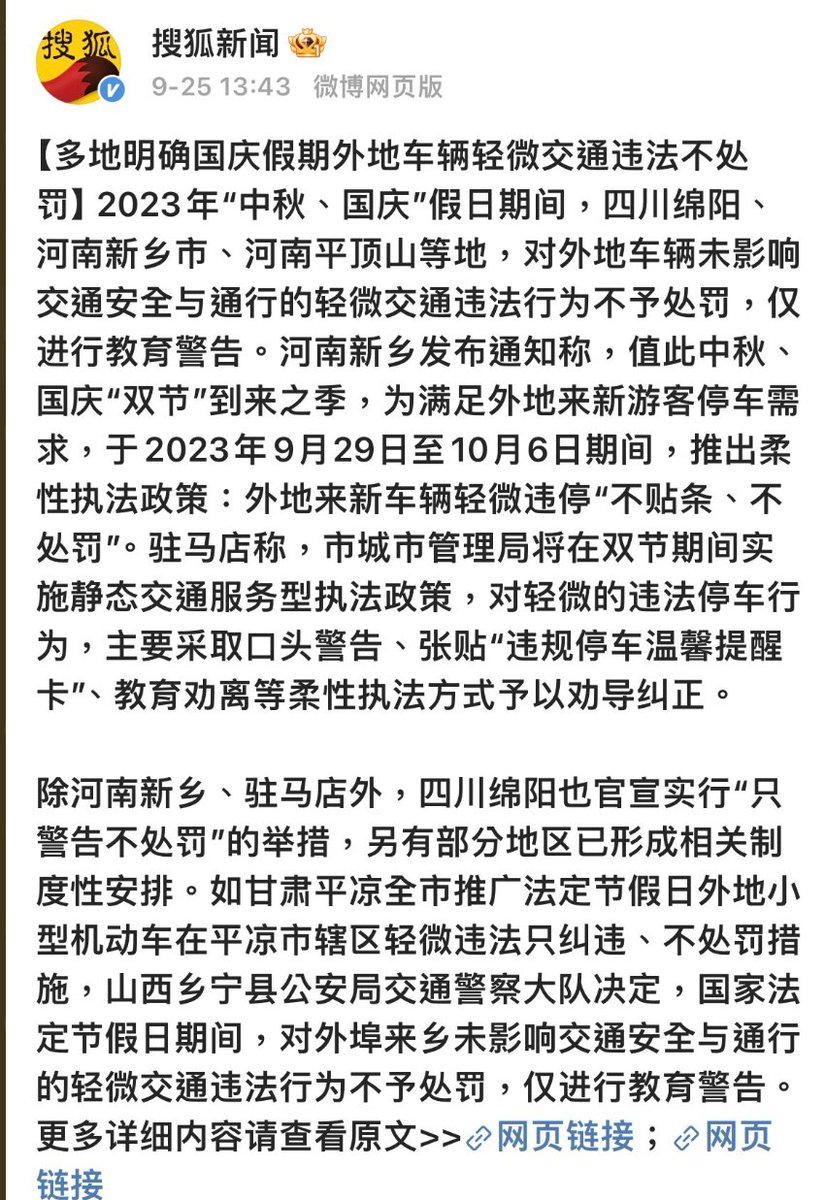 搜狐
搜狐新闻
9-25 13:43 微博网页版
【多地明确国庆假期外地车辆轻微交通违法不处
罚】2023年“中秋、国庆”假日期间，四川绵阳、
河南新乡市、河南平顶山等地，对外地车辆未影响
交通安全与通行的轻微交通违法行为不予处罚，仅
进行教育警告。河南新乡发布通知称，值此中秋、
国庆“双节”到来之季，为满足外地来新游客停车需
求，于2023年9月29日至10月6日期间，推出柔
性执法政策：外地来新车辆轻微违停“不贴条、不
处罚”。驻马店称，市城市管理局将在双节期间实
施静态交通服务型执法政策，对轻微的违法停车行
为，主要采取口头警告、张贴“违规停车温馨提醒
卡”、教育劝离等柔性执法方式予以劝导纠正。
除河南新乡、驻马店外，四川绵阳也官宣实行“只
警告不处罚”的举措，另有部分地区已形成相关制
度性安排。如甘肃平凉全市推广法定节假日外地小
型机动车在平凉市辖区轻微违法只纠违、不处罚措
施，山西乡宁县公安局交通警察大队决定，国家法
定节假日期间，对外埠来乡未影响交通安全与通行
的轻微交通违法行为不予处罚，仅进行教育警告。
更多详细内容请查看原文>>网页链接；网页
链接